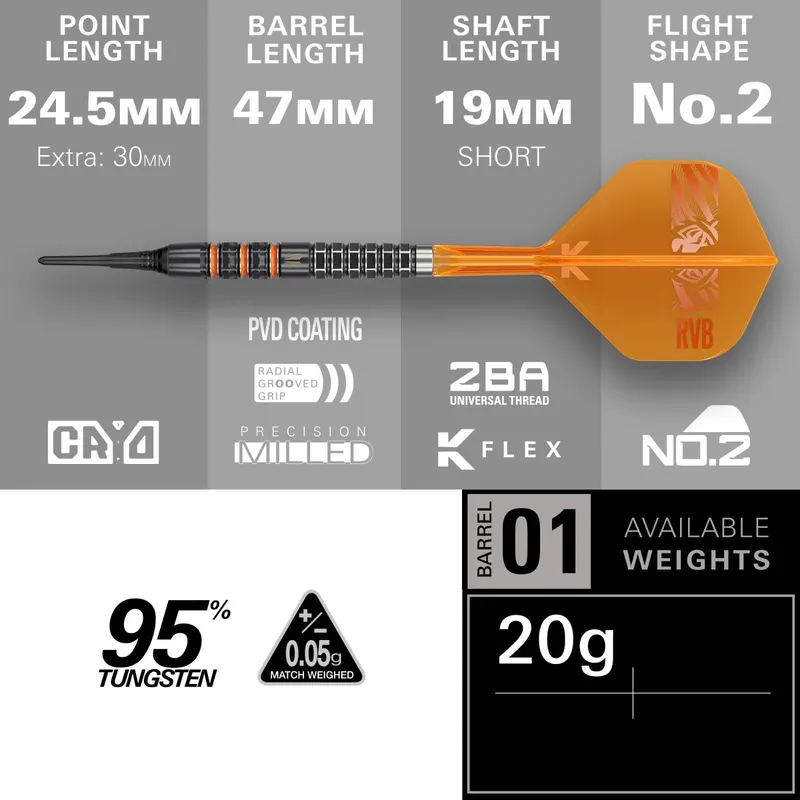 POINT
LENGTH
24.5MM
Extra: 30MM
BARREL
LENGTH
47MM
SHAFT
LENGTH
19MM
SHORT
FLIGHT
SHAPE
No.2
K
RVB
PVD COATING
RADIAL
GROOVED
GRIP
PRECISION
MILLED
2BA
UNIVERSAL THREAD
K FLEX
CAYD
NO.2
95%
TUNGSTEN
+/-
0.05g
MATCH WEIGHED
BARREL
01
AVAILABLE
WEIGHTS
20g